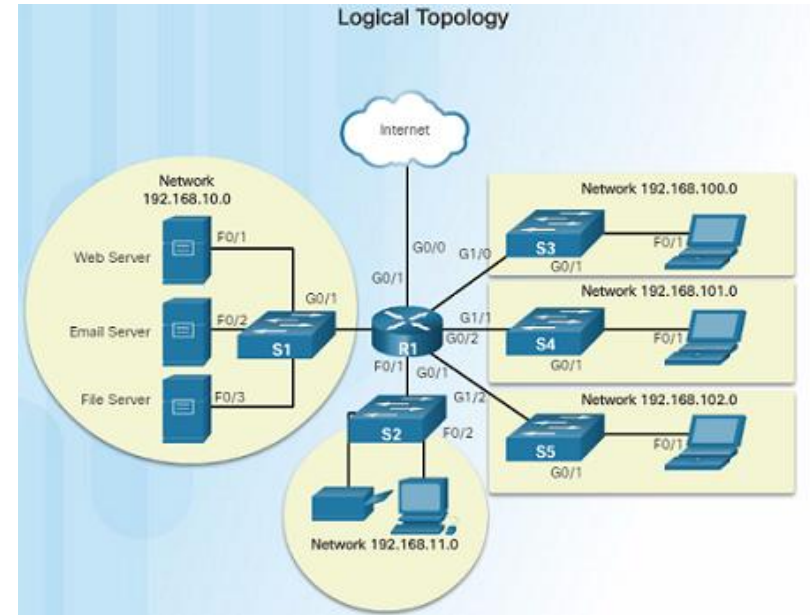 Logical Topology
Internet
Network
192.168.10.0
Web Server
F0/1
Email Server
F0/2
File Server
F0/3
G0/1
S1
G0/0
G0/1
R1
G1/0
G1/1
G0/2
F0/1
G0/1
G1/2
S2
F0/2
Network 192.168.11.0
Network 192.168.100.0
S3
G0/1
F0/1
Network 192.168.101.0
S4
G0/1
F0/1
Network 192.168.102.0
S5
G0/1
F0/1